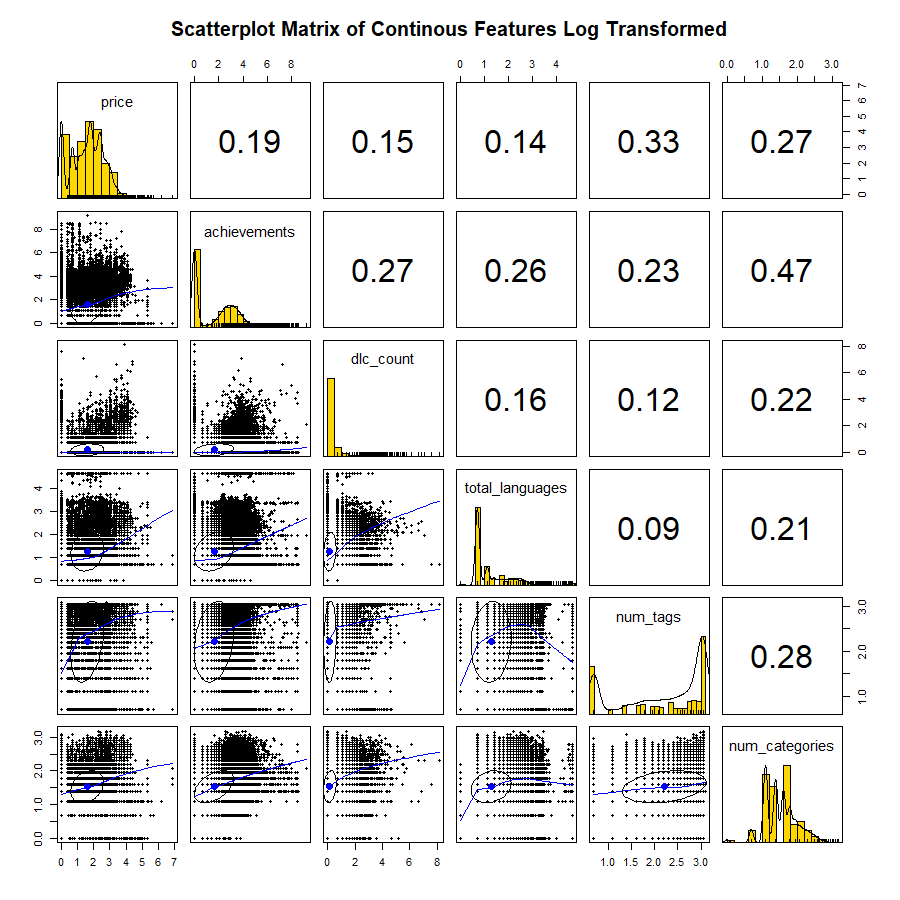 Scatterplot Matrix of Continous Features Log Transformed
0 2 4 6 8
0 1 2 3 4
0.0 1.0 2.0 3.0
price
0.19
0.15
0.14
0.33
0.27
0 1 2 3 4 5 6 7
0 2 4 6 8
achievements
0.27
0.26
0.23
0.47
dlc_count
0.16
0.12
0.22
0 2 4 6 8
0 1 2 3 4
total_languages
0.09
0.21
num_tags
0.28
1.0 2.0 3.0
0.0 1.0 2.0 3.0
num_categories
0 1 2 3 4 5 6 7
0 2 4 6 8
1.0 1.5 2.0 2.5 3.0